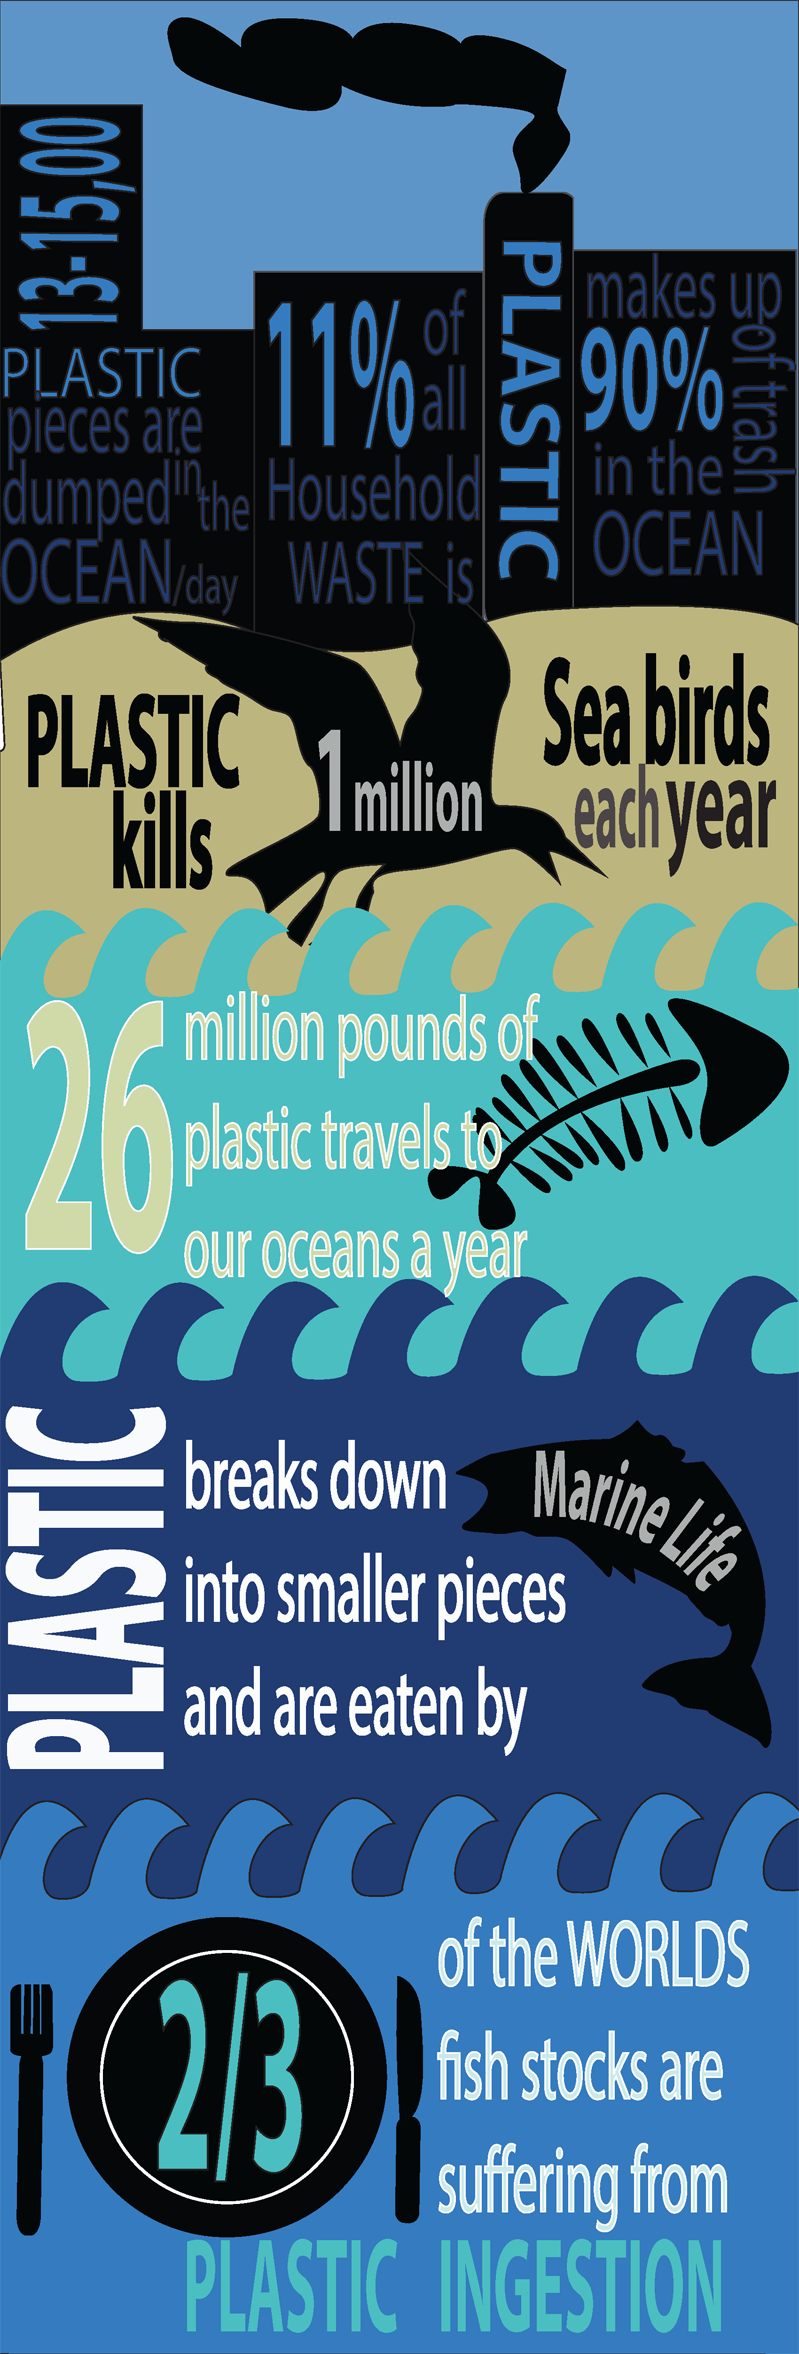 13-15,00
PLASTIC
pieces are
dumped in the
OCEAN/day
11% of
all
Household
WASTE is
PLASTIC
makes up
90% of trash
in the
OCEAN
PLASTIC
kills
1 million
Sea birds
each year
26
million pounds of
plastic travels to
our oceans a year
PLASTIC
breaks down
into smaller pieces
and are eaten by
Marine Life
2/3
of the WORLDS
fish stocks are
suffering from
PLASTIC INGESTION